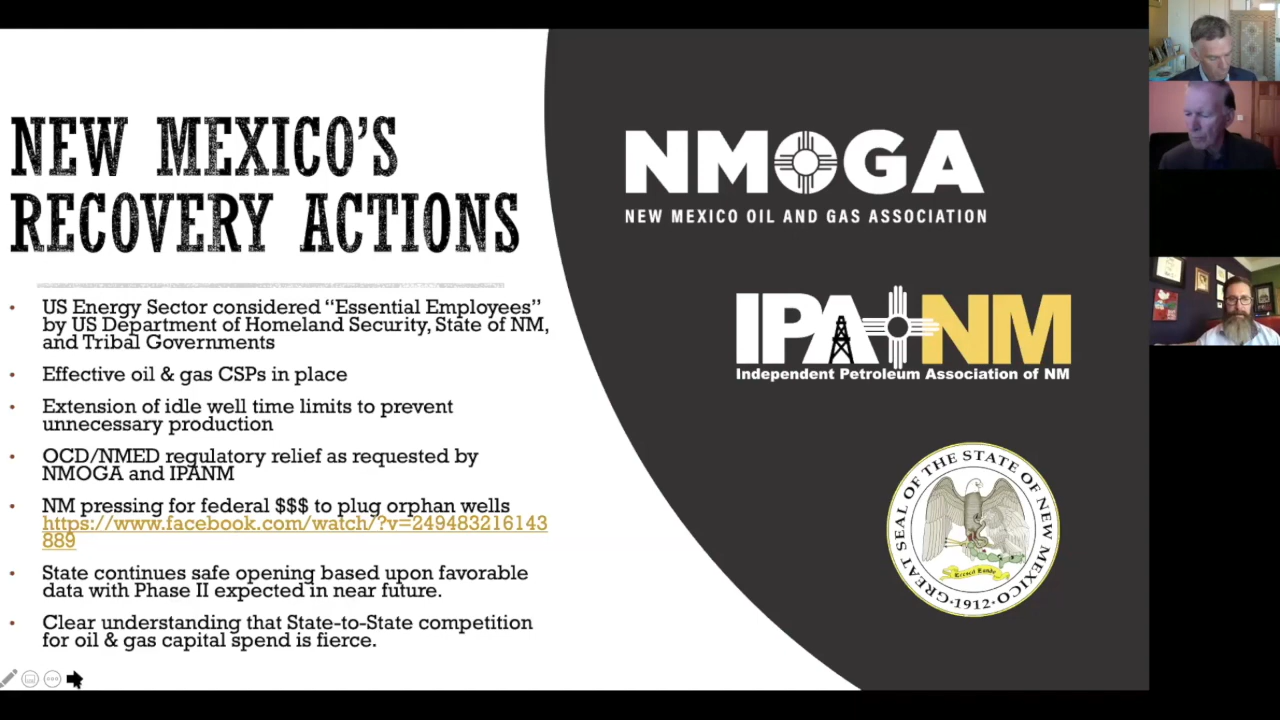 NEW MEXICO'S
RECOVERY ACTIONS
• US Energy Sector considered “Essential Employees”
by US Department of Homeland Security, State of NM,
and Tribal Governments
• Effective oil & gas CSPs in place
• Extension of idle well time limits to prevent
unnecessary production
• OCD/NMED regulatory relief as requested by
NMOGA and IPANM
• NM pressing for federal $$$ to plug orphan wells
https://www.facebook.com/watch/?v=249483216143
889
• State continues safe opening based upon favorable
data with Phase II expected in near future.
• Clear understanding that State-to-State competition
for oil & gas capital spend is fierce.
NMOGA
NEW MEXICO OIL AND GAS ASSOCIATION
IPANM
Independent Petroleum Association of NM
GREAT SEAL OF THE STATE OF NEW MEXICO
Crescit Eundo
•1912•